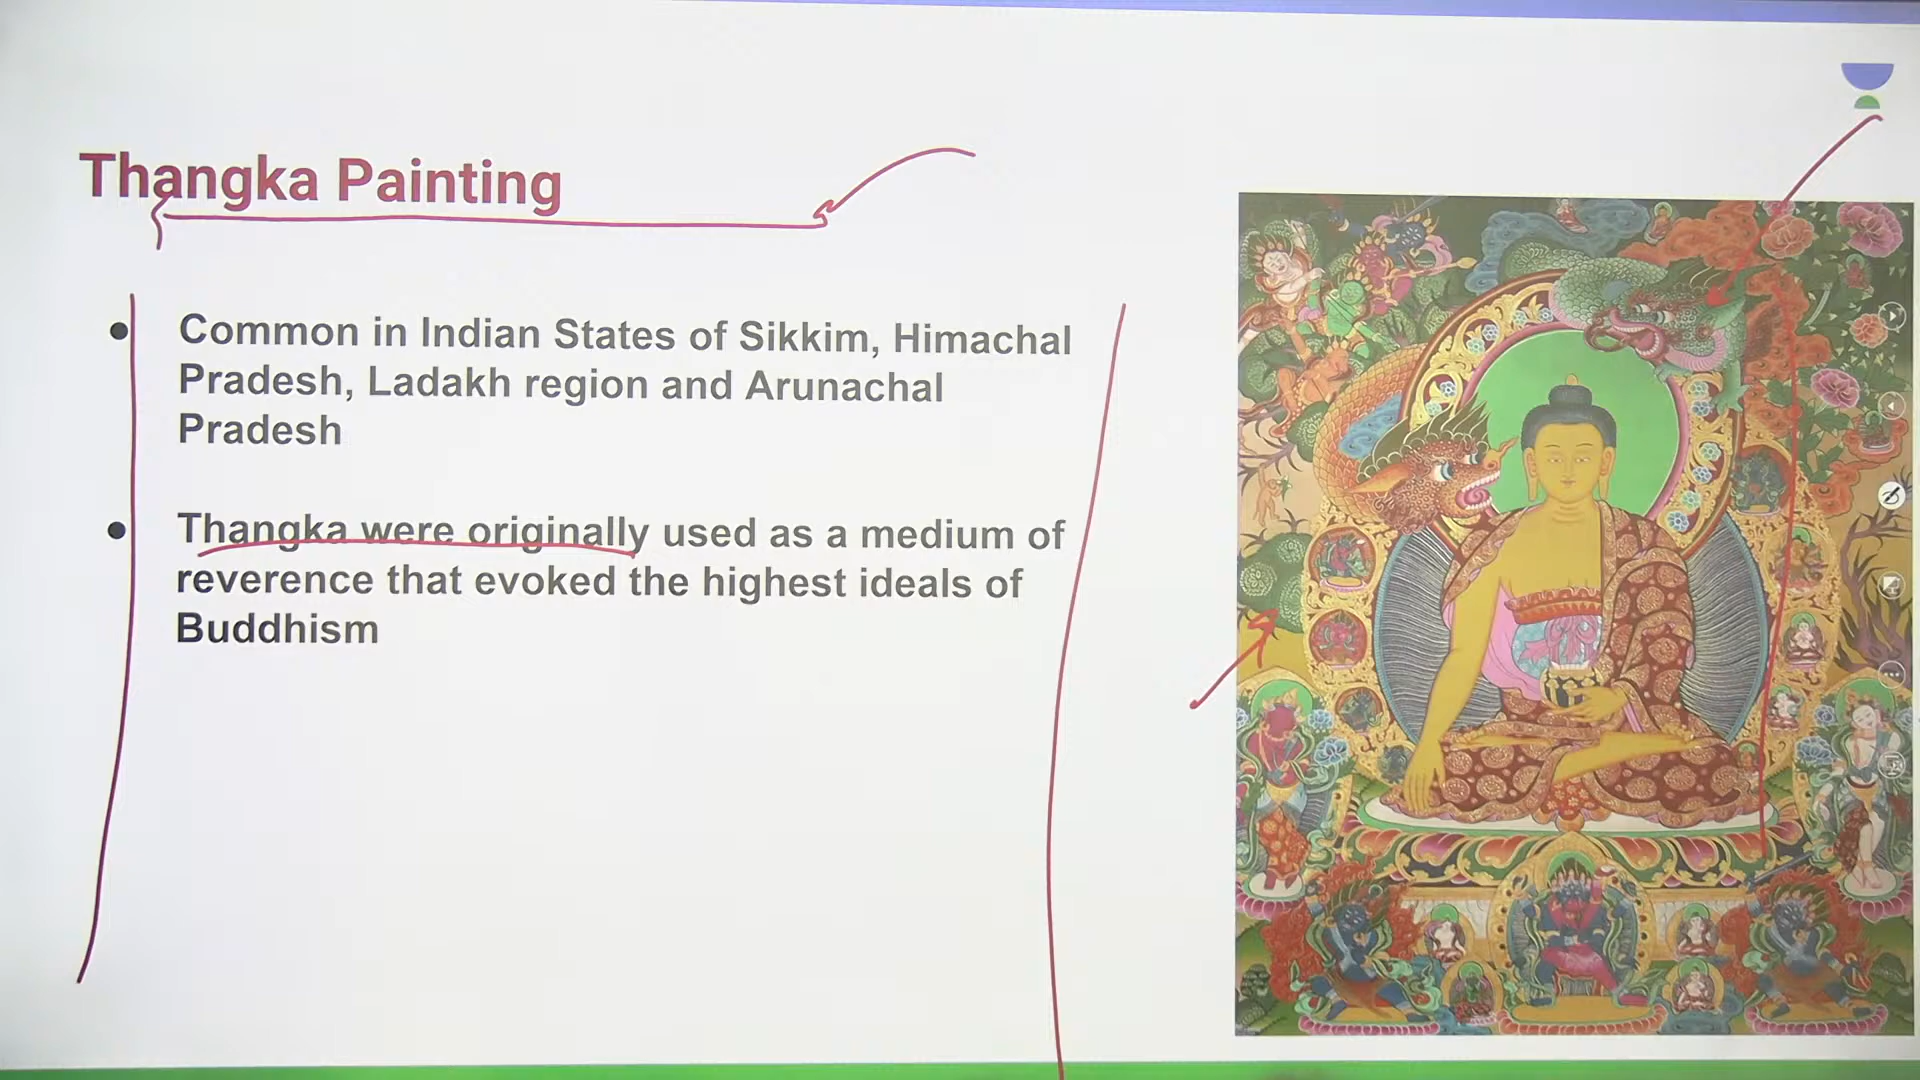 Thangka Painting
Common in Indian States of Sikkim, Himachal
Pradesh, Ladakh region and Arunachal
Pradesh
Thangka were originally used as a medium of
reverence that evoked the highest ideals of
Buddhism